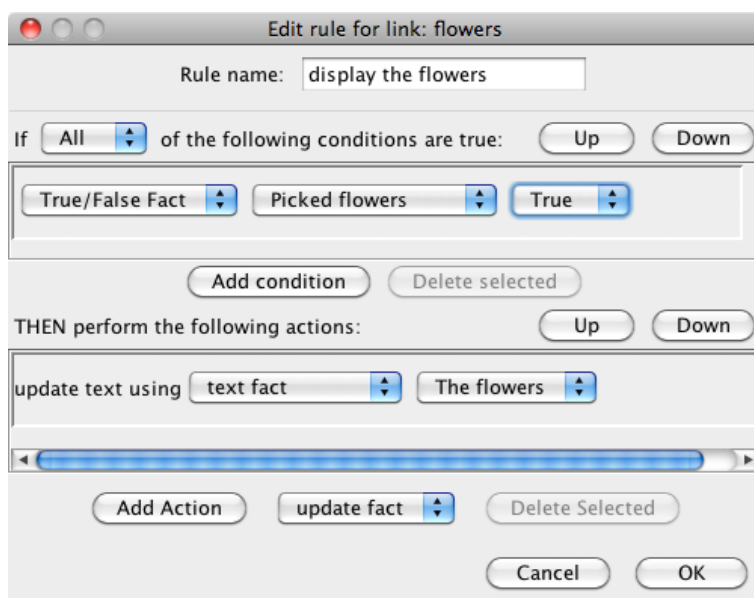 Edit rule for link: flowers
Rule name: display the flowers
If All of the following conditions are true: Up Down
True/False Fact Picked flowers True
Add condition Delete selected
THEN perform the following actions: Up Down
update text using text fact The flowers
Add Action update fact Delete Selected
Cancel OK